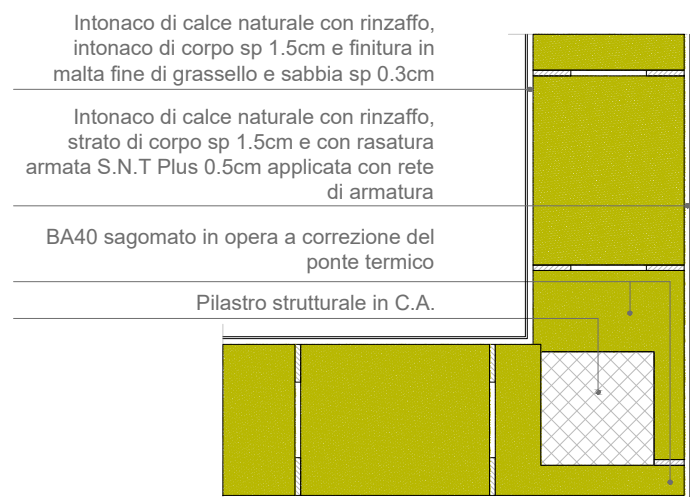 Intonaco di calce naturale con rinzaffo,
intonaco di corpo sp 1.5cm e finitura in
malta fine di grassello e sabbia sp 0.3cm
Intonaco di calce naturale con rinzaffo,
strato di corpo sp 1.5cm e con rasatura
armata S.N.T Plus 0.5cm applicata con rete
di armatura
BA40 sagomato in opera a correzione del
ponte termico
Pilastro strutturale in C.A.